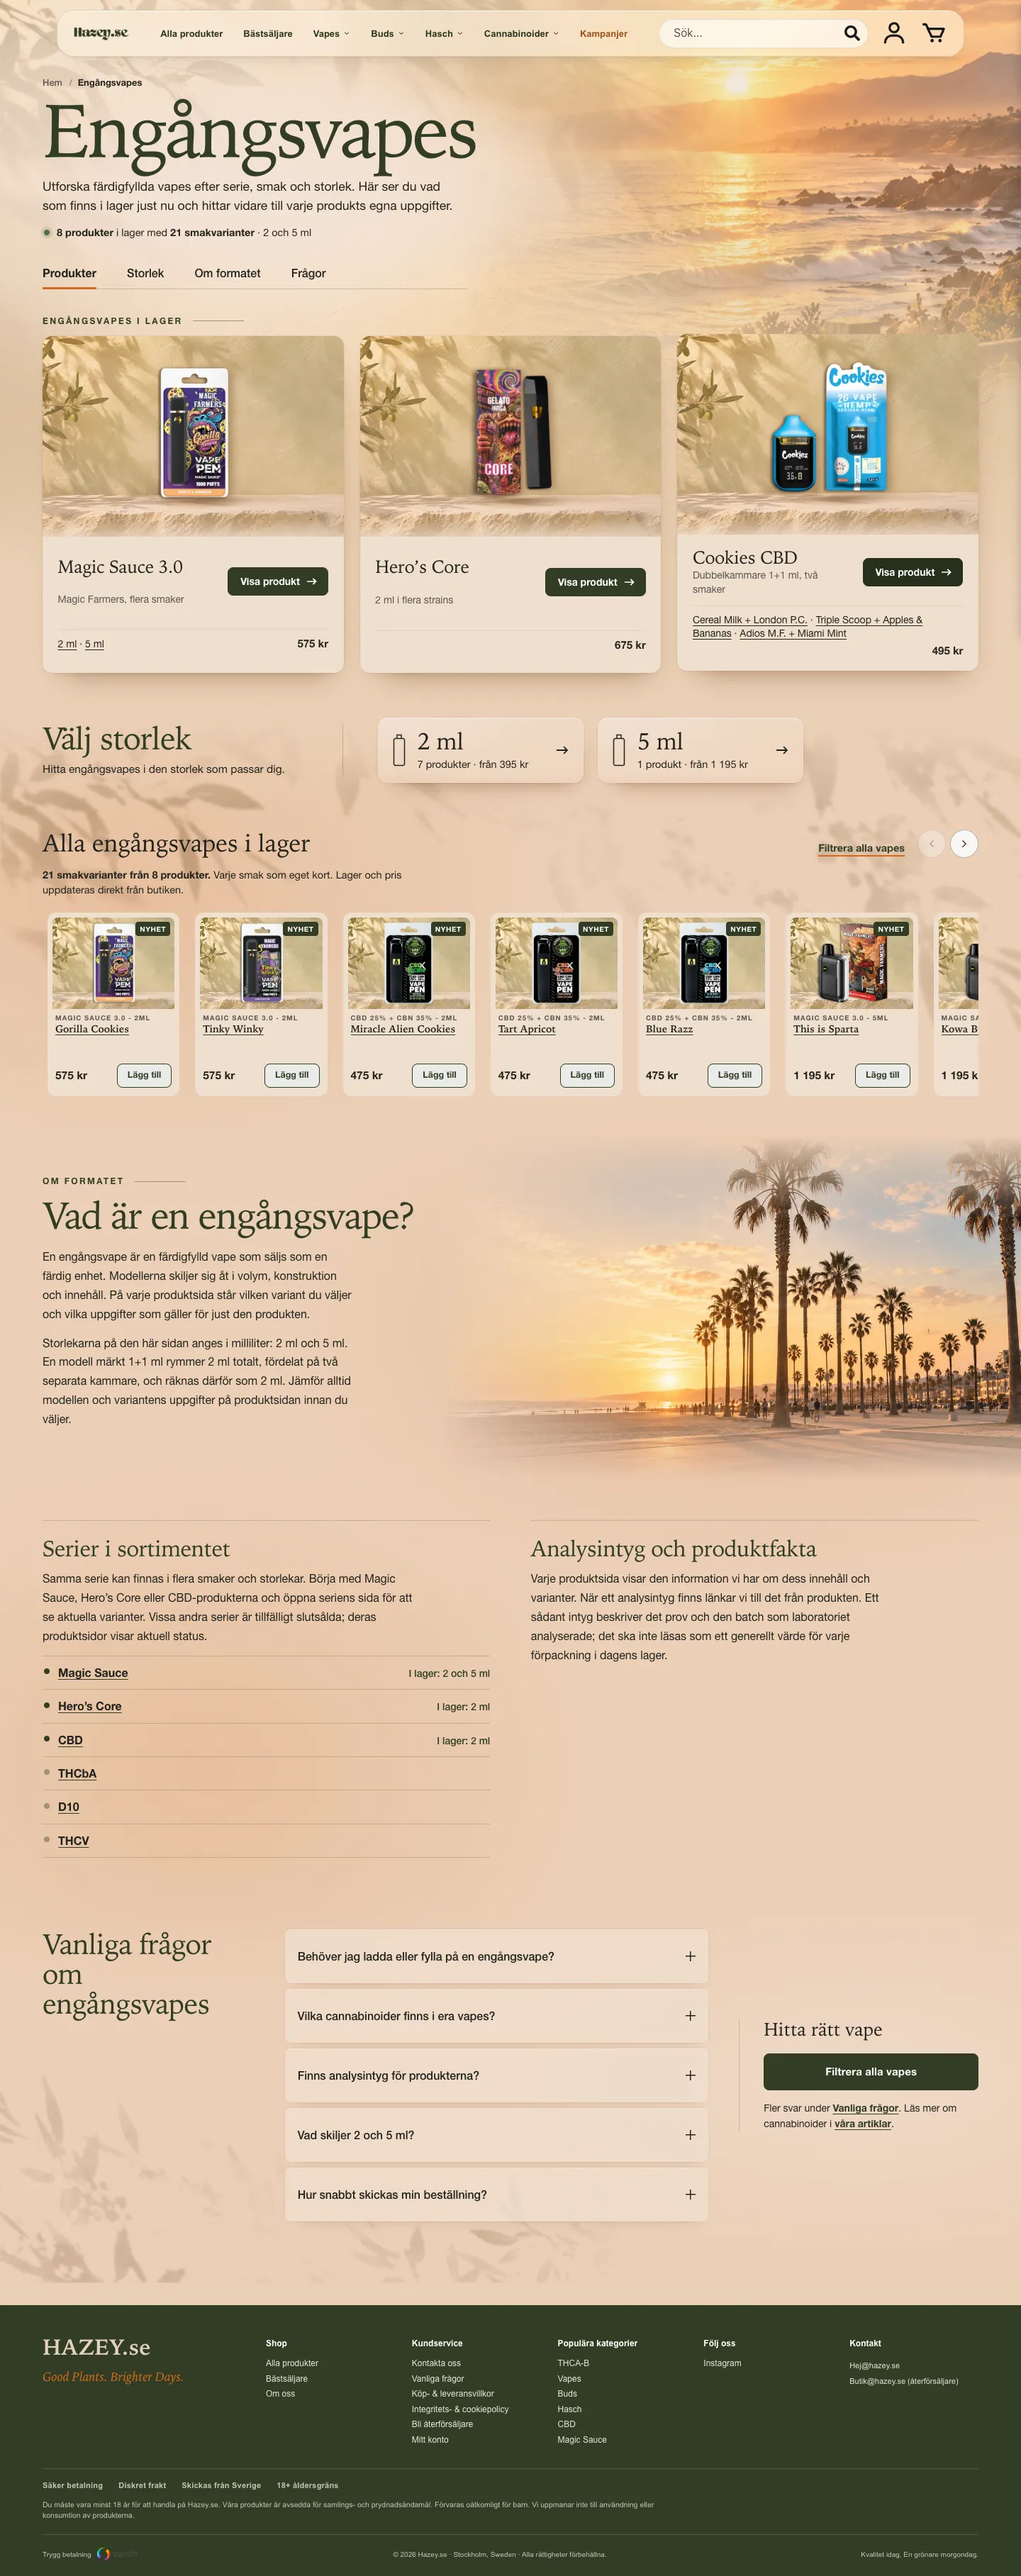 Hazey.se
Alla produkter
Bästsäljare
Vapes
Buds
Hasch
Cannabinoider
Kampanjer
Sök...
Hem / Engångsvapes
Engångsvapes
Utforska färdigfyllda vapes efter serie, smak och storlek. Här ser du vad
som finns i lager just nu och hittar vidare till varje produkts egna uppgifter.
8 produkter i lager med 21 smakvarianter · 2 och 5 ml
Produkter
Storlek
Om formatet
Frågor
ENGÅNGSVAPES I LAGER
MAGIC
FARMERS
Gorilla
VAPE
PEN
MAGIC SAUCE
1000 PUFFS
GELATO
INDICA
CORE
Cookies
2G VAPE
HEMP
Cookies
Magic Sauce 3.0
Magic Farmers, flera smaker
Visa produkt →
2 ml · 5 ml
575 kr
Hero’s Core
2 ml i flera strains
Visa produkt →
675 kr
Cookies CBD
Dubbelkammare 1+1 ml, två
smaker
Visa produkt →
Cereal Milk + London P.C. · Triple Scoop + Apples &
Bananas · Adios M.F. + Miami Mint
495 kr
Välj storlek
Hitta engångsvapes i den storlek som passar dig.
2 ml
7 produkter · från 395 kr
→
5 ml
1 produkt · från 1 195 kr
→
Alla engångsvapes i lager
21 smakvarianter från 8 produkter. Varje smak som eget kort. Lager och pris
uppdateras direkt från butiken.
Filtrera alla vapes
NYHET
MAGIC SAUCE 3.0 - 2ML
Gorilla Cookies
575 kr
Lägg till
NYHET
MAGIC SAUCE 3.0 - 2ML
Tinky Winky
575 kr
Lägg till
NYHET
CBD 25% + CBN 35% - 2ML
Miracle Alien Cookies
475 kr
Lägg till
NYHET
CBD 25% + CBN 35% - 2ML
Tart Apricot
475 kr
Lägg till
NYHET
CBD 25% + CBN 35% - 2ML
Blue Razz
475 kr
Lägg till
NYHET
MAGIC SAUCE 3.0 - 5ML
This is Sparta
1 195 kr
Lägg till
MAGIC SA
Kowa B
1 195 k
OM FORMATET
Vad är en engångsvape?
En engångsvape är en färdigfylld vape som säljs som en
färdig enhet. Modellerna skiljer sig åt i volym, konstruktion
och innehåll. På varje produktsida står vilken variant du väljer
och vilka uppgifter som gäller för just den produkten.
Storlekarna på den här sidan anges i milliliter: 2 ml och 5 ml.
En modell märkt 1+1 ml rymmer 2 ml totalt, fördelat på två
separata kammare, och räknas därför som 2 ml. Jämför alltid
modellen och variantens uppgifter på produktsidan innan du
väljer.
Serier i sortimentet
Samma serie kan finnas i flera smaker och storlekar. Börja med Magic
Sauce, Hero’s Core eller CBD-produkterna och öppna seriens sida för att
se aktuella varianter. Vissa andra serier är tillfälligt slutsålda; deras
produktsidor visar aktuell status.
Magic Sauce
I lager: 2 och 5 ml
Hero’s Core
I lager: 2 ml
CBD
I lager: 2 ml
THCbA
D10
THCV
Analysintyg och produktfakta
Varje produktsida visar den information vi har om dess innehåll och
varianter. När ett analysintyg finns länkar vi till det från produkten. Ett
sådant intyg beskriver det prov och den batch som laboratoriet
analyserade; det ska inte läsas som ett generellt värde för varje
förpackning i dagens lager.
Vanliga frågor
om
engångsvapes
Behöver jag ladda eller fylla på en engångsvape?
Vilka cannabinoider finns i era vapes?
Finns analysintyg för produkterna?
Vad skiljer 2 och 5 ml?
Hur snabbt skickas min beställning?
Hitta rätt vape
Filtrera alla vapes
Fler svar under Vanliga frågor. Läs mer om
cannabinoider i våra artiklar.
HAZEY.se
Good Plants. Brighter Days.
Shop
Alla produkter
Bästsäljare
Om oss
Kundservice
Kontakta oss
Vanliga frågor
Köp- & leveransvillkor
Integritets- & cookiepolicy
Bli återförsäljare
Mitt konto
Populära kategorier
THCA-B
Vapes
Buds
Hasch
CBD
Magic Sauce
Följ oss
Instagram
Kontakt
Hej@hazey.se
Butik@hazey.se (återförsäljare)
Säker betalning
Diskret frakt
Skickas från Sverige
18+ åldersgräns
Du måste vara minst 18 år för att handla på Hazey.se. Våra produkter är avsedda för samlings- och prydnadsändamål. Förvaras oåtkomligt för barn. Vi uppmanar inte till användning eller
konsumtion av produkterna.
Trygg betalning
swish
© 2026 Hazey.se · Stockholm, Sweden · Alla rättigheter förbehållna.
Kvalitet idag. En grönare morgondag.